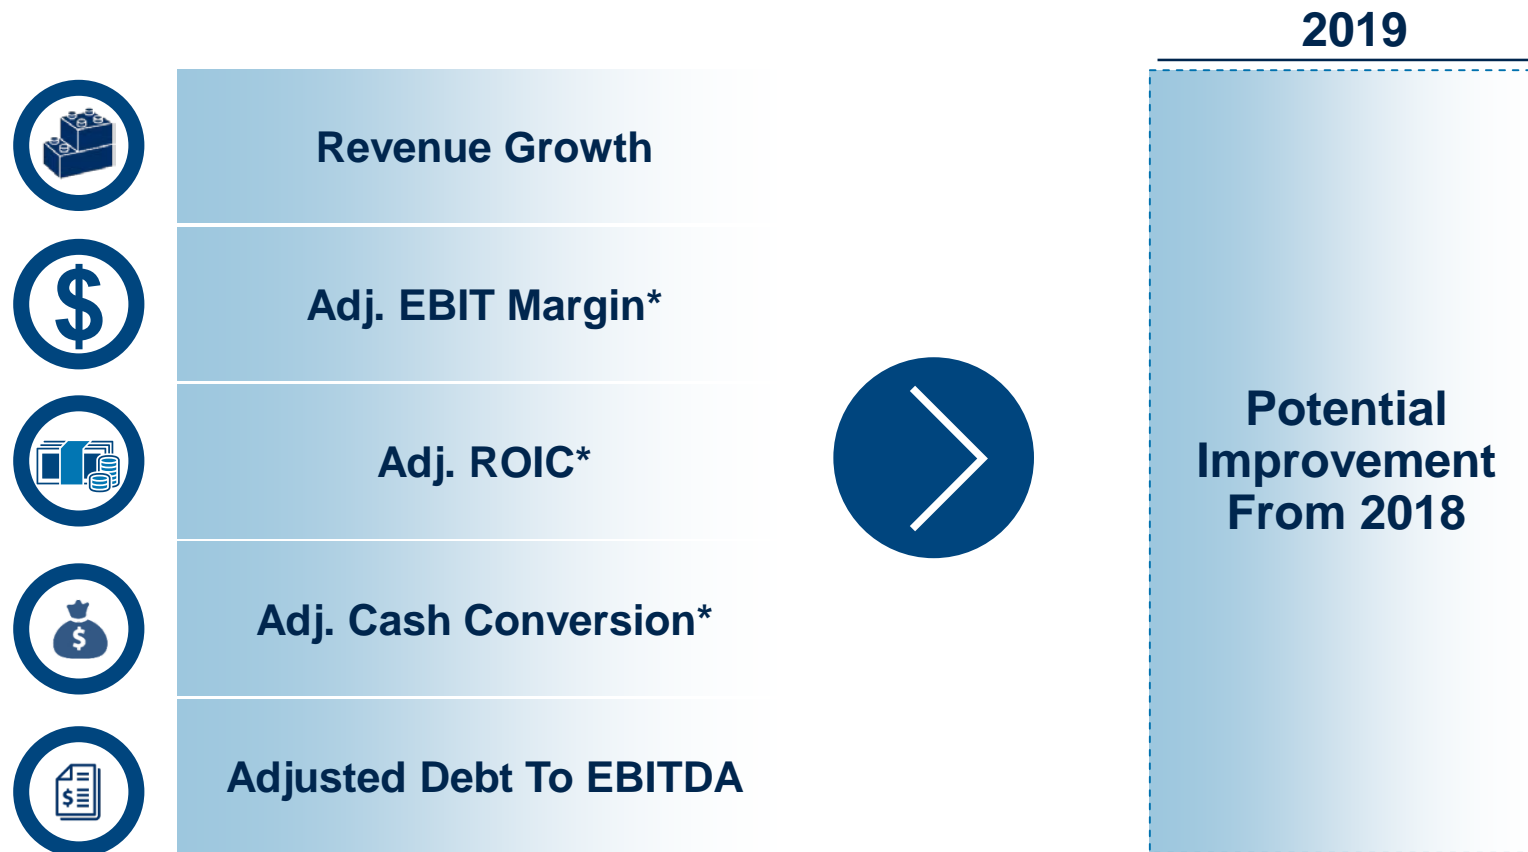 2019
Revenue Growth
$
Adj. EBIT Margin*
Adj. ROIC*
$
Adj. Cash Conversion*
$
Adjusted Debt To EBITDA
Potential
Improvement
From 2018